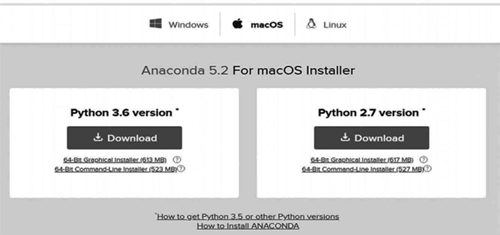 Windows macOS Linux
Anaconda 5.2 For macOS Installer
Python 3.6 version *
Download
64-Bit Graphical Installer (613 MB) ?
64-Bit Command-Line Installer (523 MB) ?
Python 2.7 version *
Download
64-Bit Graphical Installer (617 MB) ?
64-Bit Command-Line Installer (527 MB) ?
*How to get Python 3.5 or other Python versions
How to Install ANACONDA